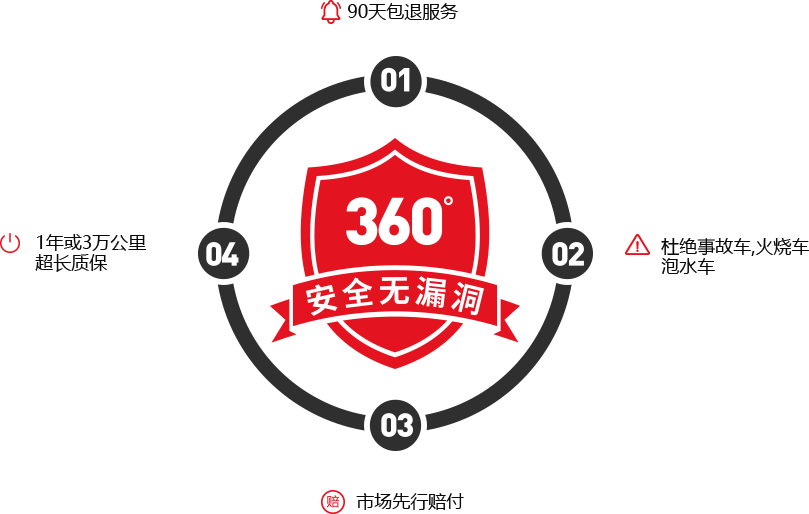 90天包退服务
01
360°
安全无漏洞
02
杜绝事故车,火烧车
泡水车
03
赔 市场先行赔付
04
1年或3万公里
超长质保